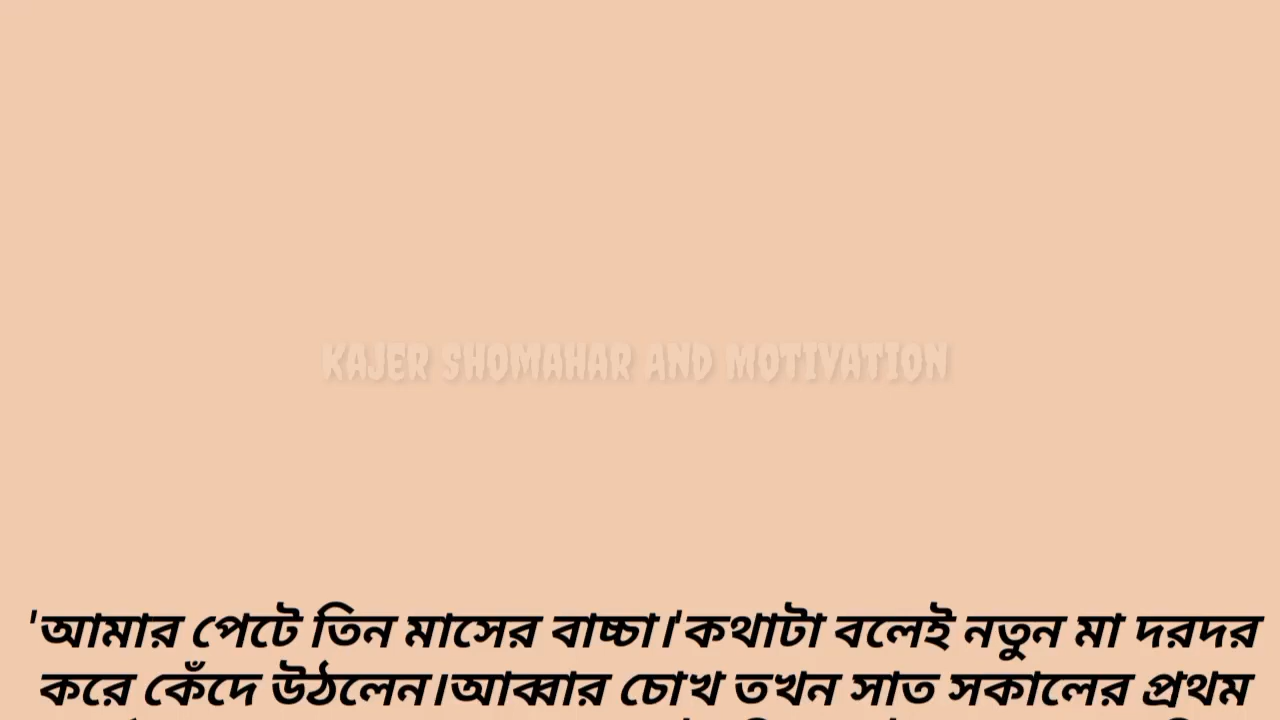 KAJER SHOMAHAR AND MOTIVATION
'আমার পেটে তিন মাসের বাচ্চা।'কথাটা বলেই নতুন মা দরদর
করে কেঁদে উঠলেন।আব্বার চোখ তখন সাত সকালের প্রথম